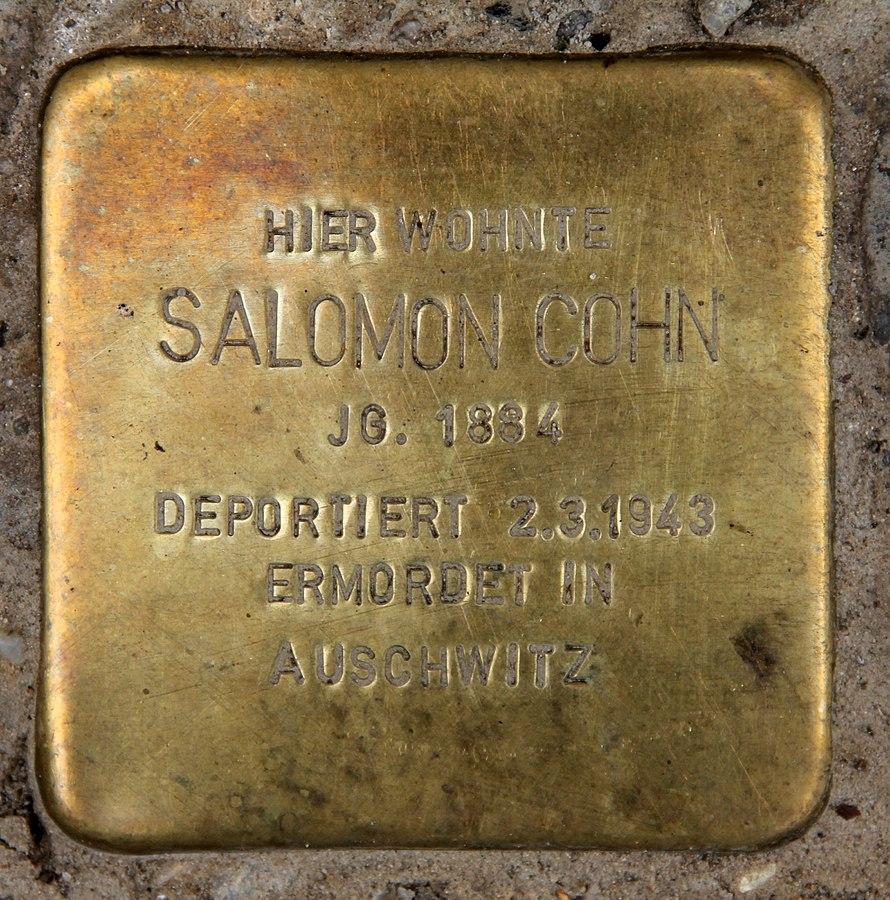 HIER WOHNTE
SALOMON COHN
JG. 1884
DEPORTIERT 2.3.1943
ERMORDET IN
AUSCHWITZ